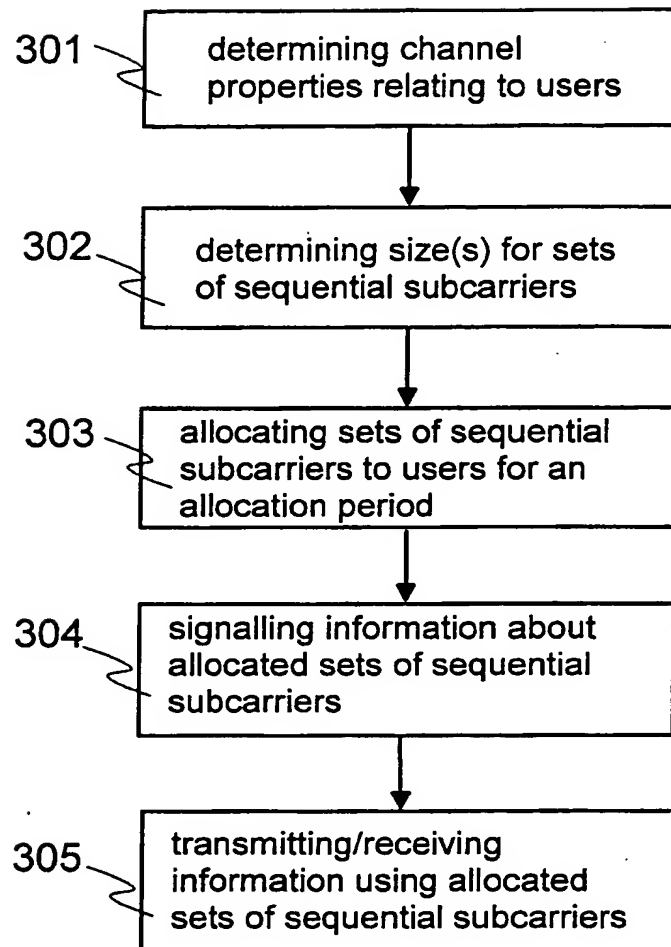 301
determining channel
properties relating to users
302
determining size(s) for sets
of sequential subcarriers
303
allocating sets of sequential
subcarriers to users for an
allocation period
304
signalling information about
allocated sets of sequential
subcarriers
305
transmitting/receiving
information using allocated
sets of sequential subcarriers